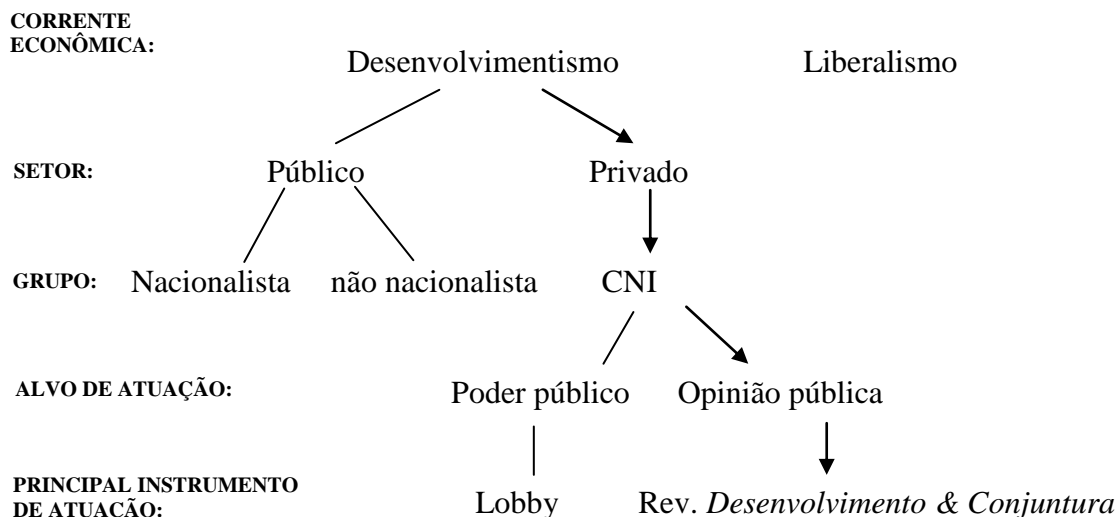 CORRENTE
ECONÔMICA:
Desenvolvimentismo Liberalismo
SETOR: Público Privado
GRUPO: Nacionalista não nacionalista CNI
ALVO DE ATUAÇÃO: Poder público Opinião pública
PRINCIPAL INSTRUMENTO
DE ATUAÇÃO: Lobby Rev. Desenvolvimento & Conjuntura